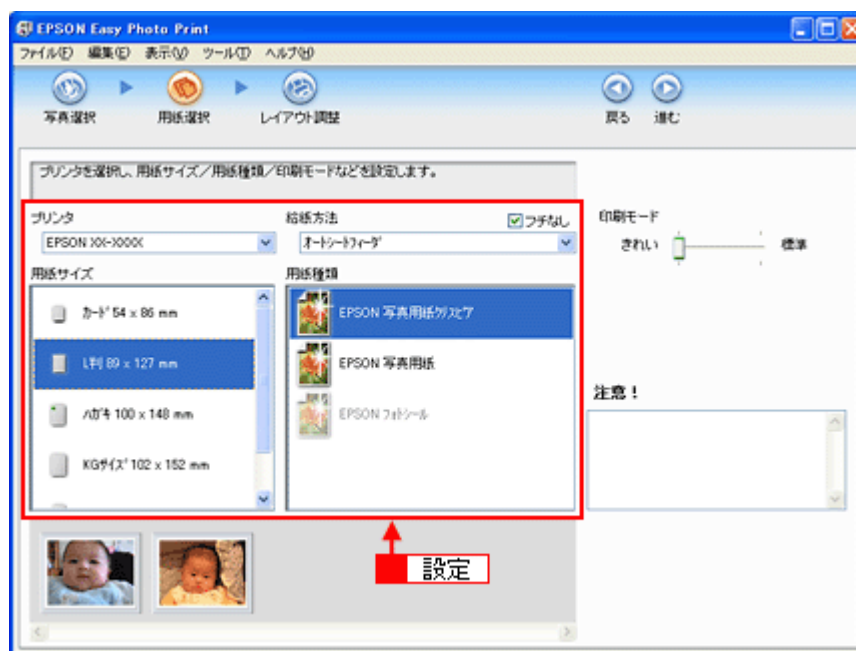 EPSON Easy Photo Print
ファイル(F) 編集(E) 表示(V) ツール(T) ヘルプ(H)
写真選択 用紙選択 レイアウト調整 戻る 進む
プリンタを選択し、用紙サイズ／用紙種類／印刷モードなどを設定します。
プリンタ 給紙方法 フチなし 印刷モード
EPSON XX-XXXX ｵｰﾄｼｰﾄﾌｨｰﾀﾞ きれい 標準
用紙サイズ 用紙種類
ｶｰﾄﾞ 54 x 86 mm EPSON 写真用紙ｸﾘｽﾋﾟｱ
L判 89 x 127 mm EPSON 写真用紙
ﾊｶﾞｷ 100 x 148 mm EPSON ﾌｫﾄｼｰﾙ
KGｻｲｽﾞ 102 x 152 mm
注意！
設定